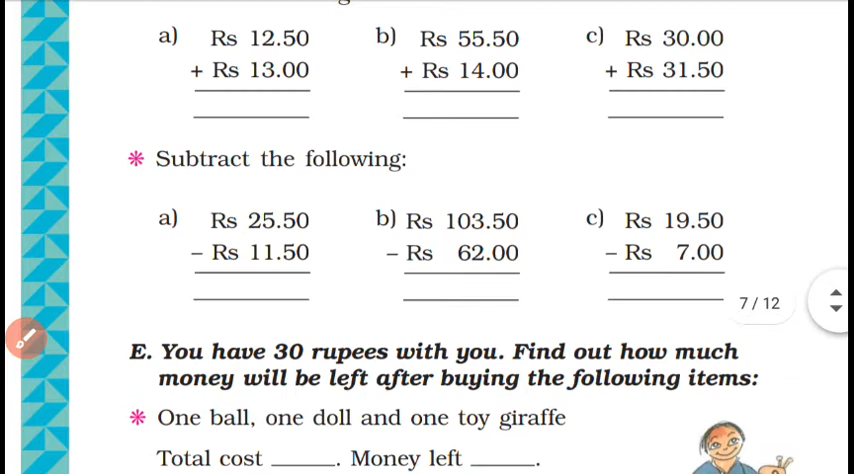 a) Rs 12.50 b) Rs 55.50 c) Rs 30.00
+ Rs 13.00 + Rs 14.00 + Rs 31.50
* Subtract the following:
a) Rs 25.50 b) Rs 103.50 c) Rs 19.50
– Rs 11.50 – Rs 62.00 – Rs 7.00
7 / 12
E. You have 30 rupees with you. Find out how much
money will be left after buying the following items:
* One ball, one doll and one toy giraffe
Total cost ______. Money left ______.